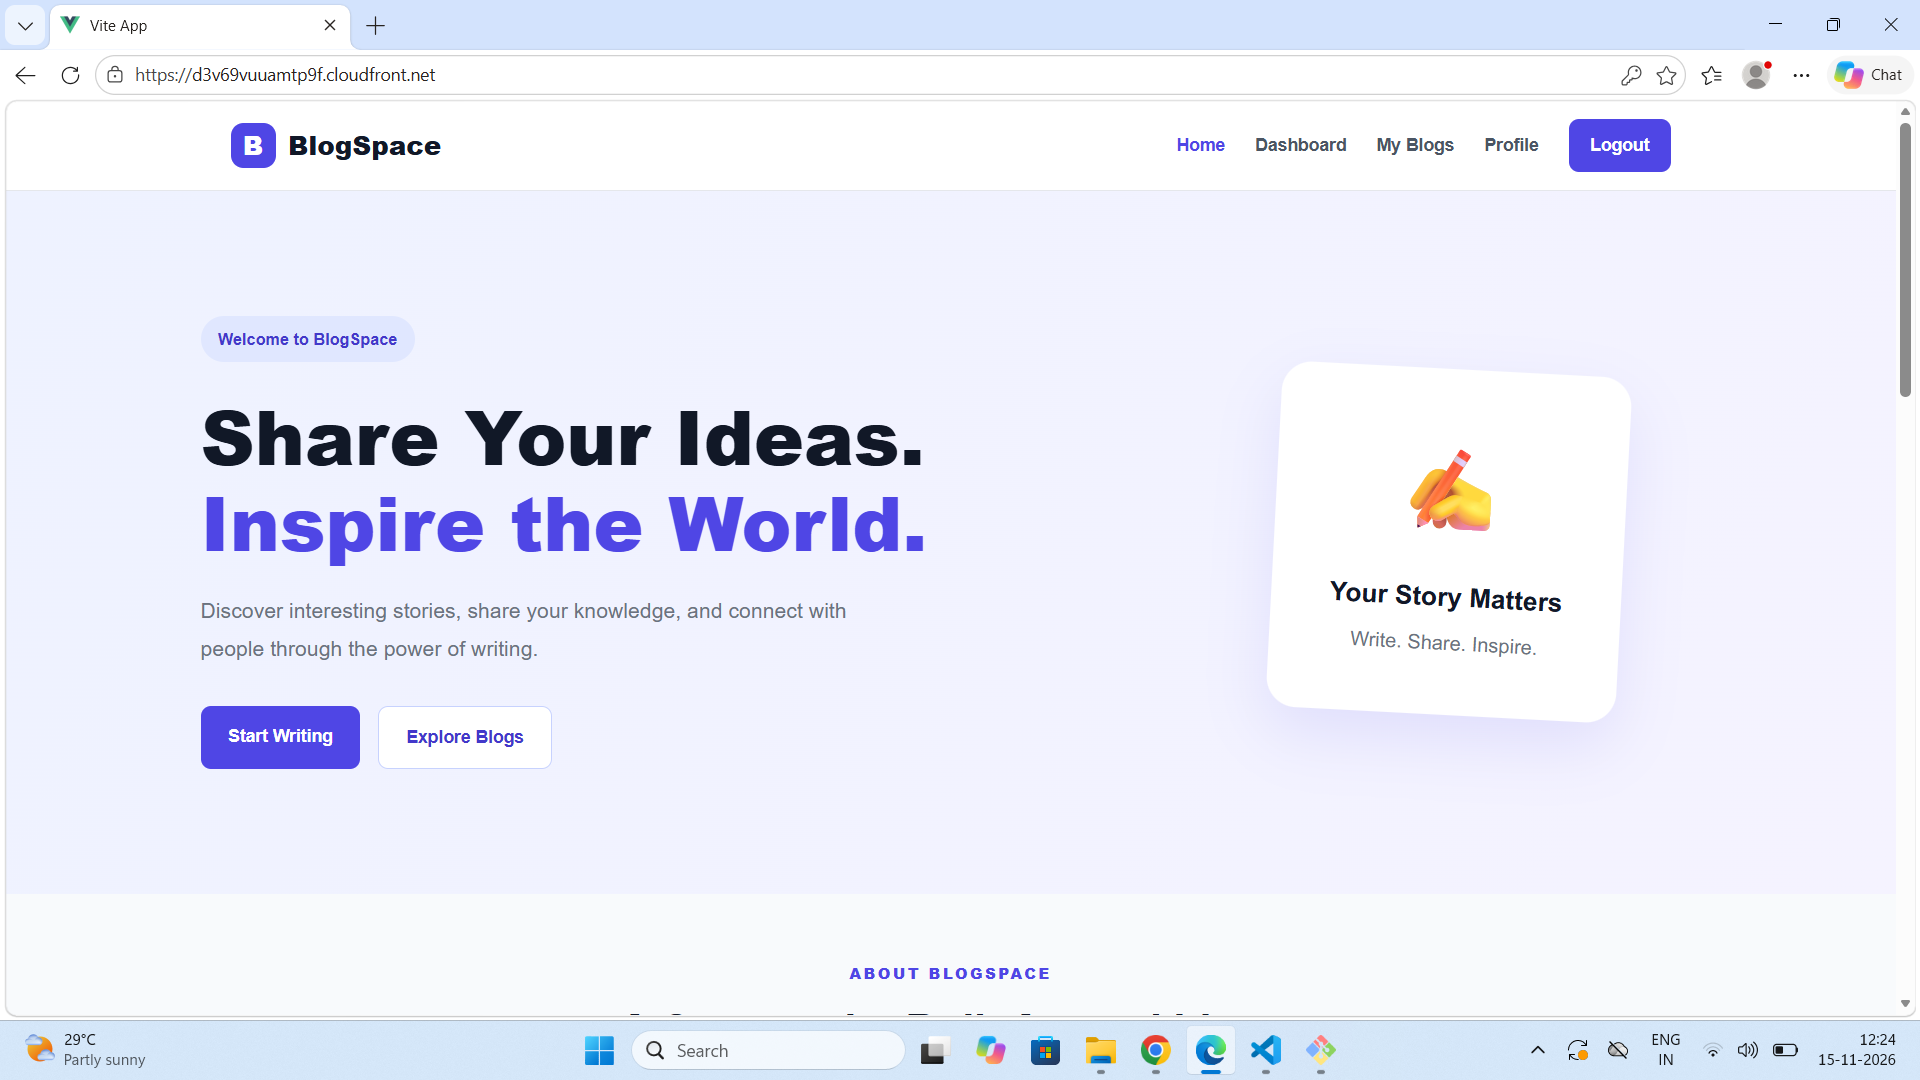 Vite App
https://d3v69vuuamtp9f.cloudfront.net
Chat
B BlogSpace
Home Dashboard My Blogs Profile Logout
Welcome to BlogSpace
Share Your Ideas.
Inspire the World.
Discover interesting stories, share your knowledge, and connect with
people through the power of writing.
Start Writing Explore Blogs
Your Story Matters
Write. Share. Inspire.
ABOUT BLOGSPACE
29°C
Partly sunny
Search
ENG
IN
12:24
15-11-2026